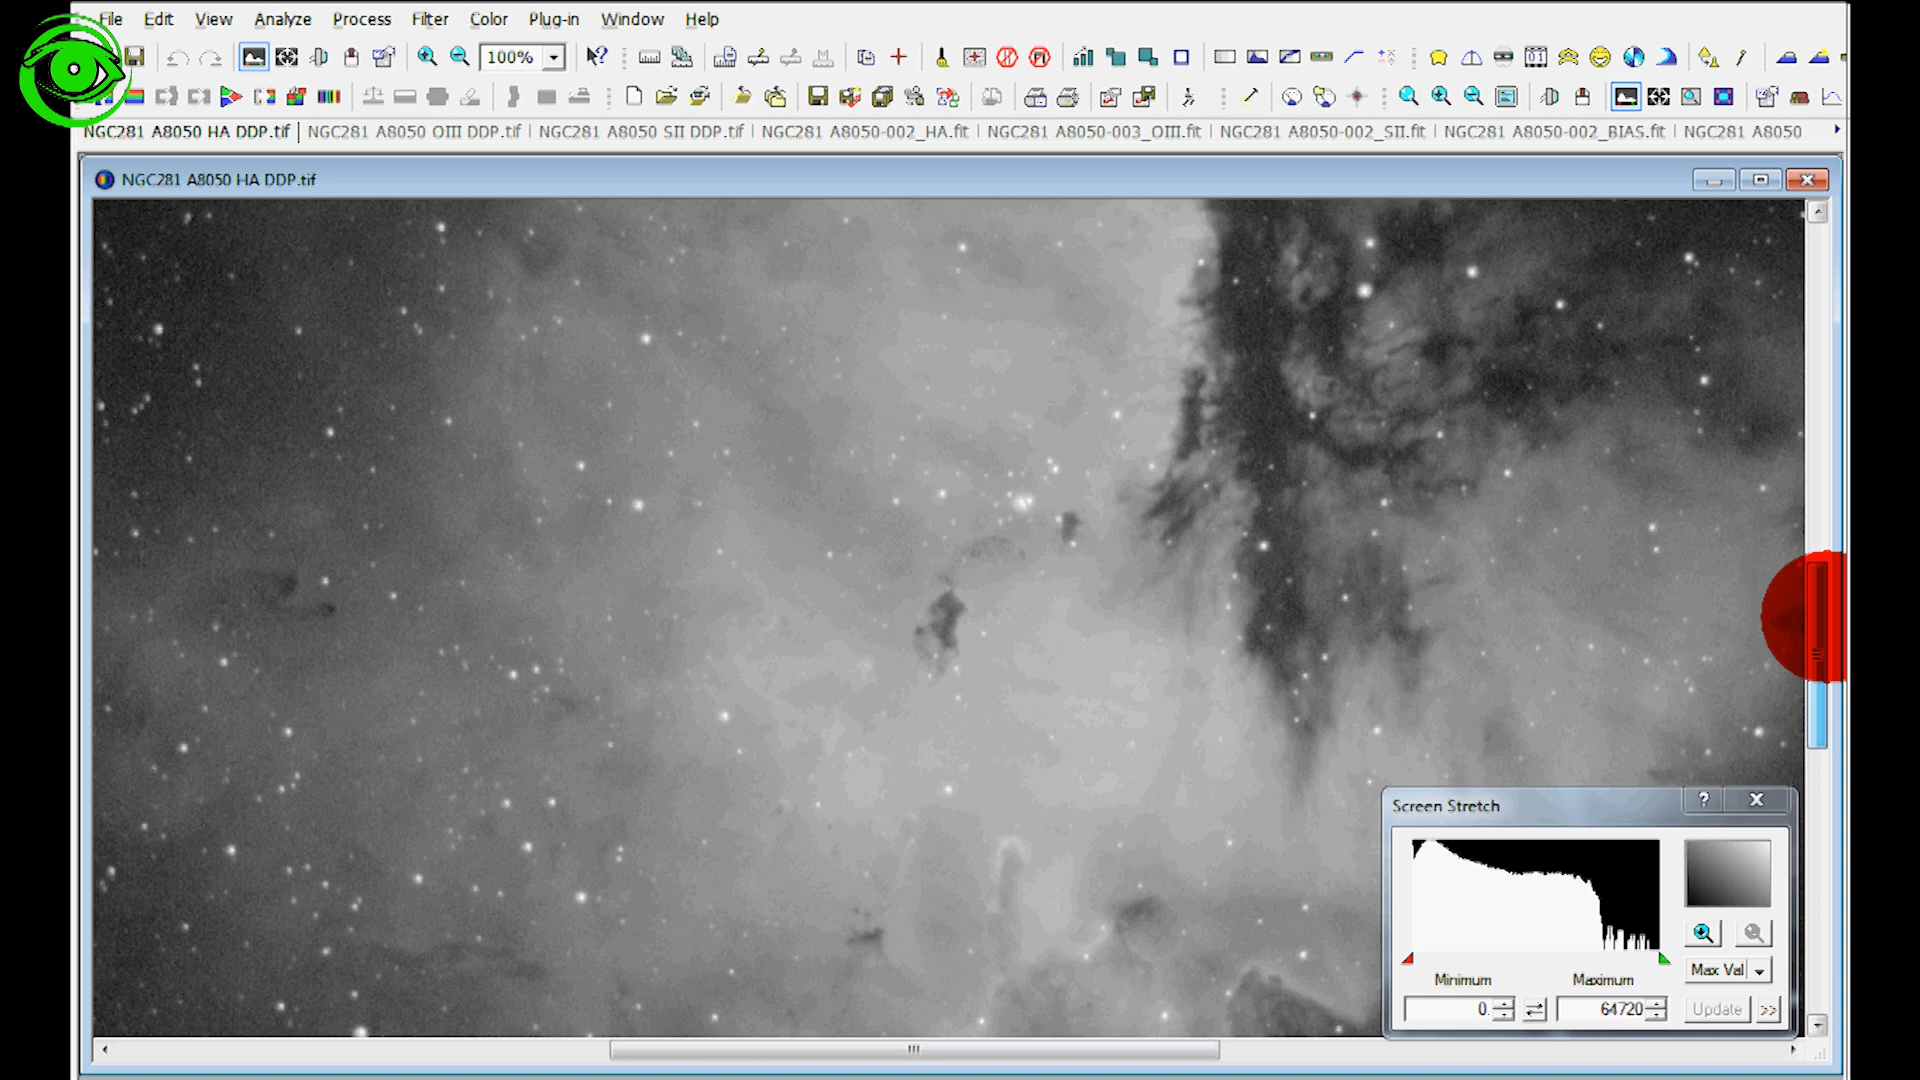 File Edit View Analyze Process Filter Color Plug-in Window Help
100%
NGC281 A8050 HA DDP.tif NGC281 A8050 OIII DDP.tif NGC281 A8050 SII DDP.tif NGC281 A8050-002_HA.fit NGC281 A8050-003_OIII.fit NGC281 A8050-002_SII.fit NGC281 A8050-002_BIAS.fit NGC281 A8050
NGC281 A8050 HA DDP.tif
Screen Stretch
Minimum Maximum Max Val
0. 64720 Update >>